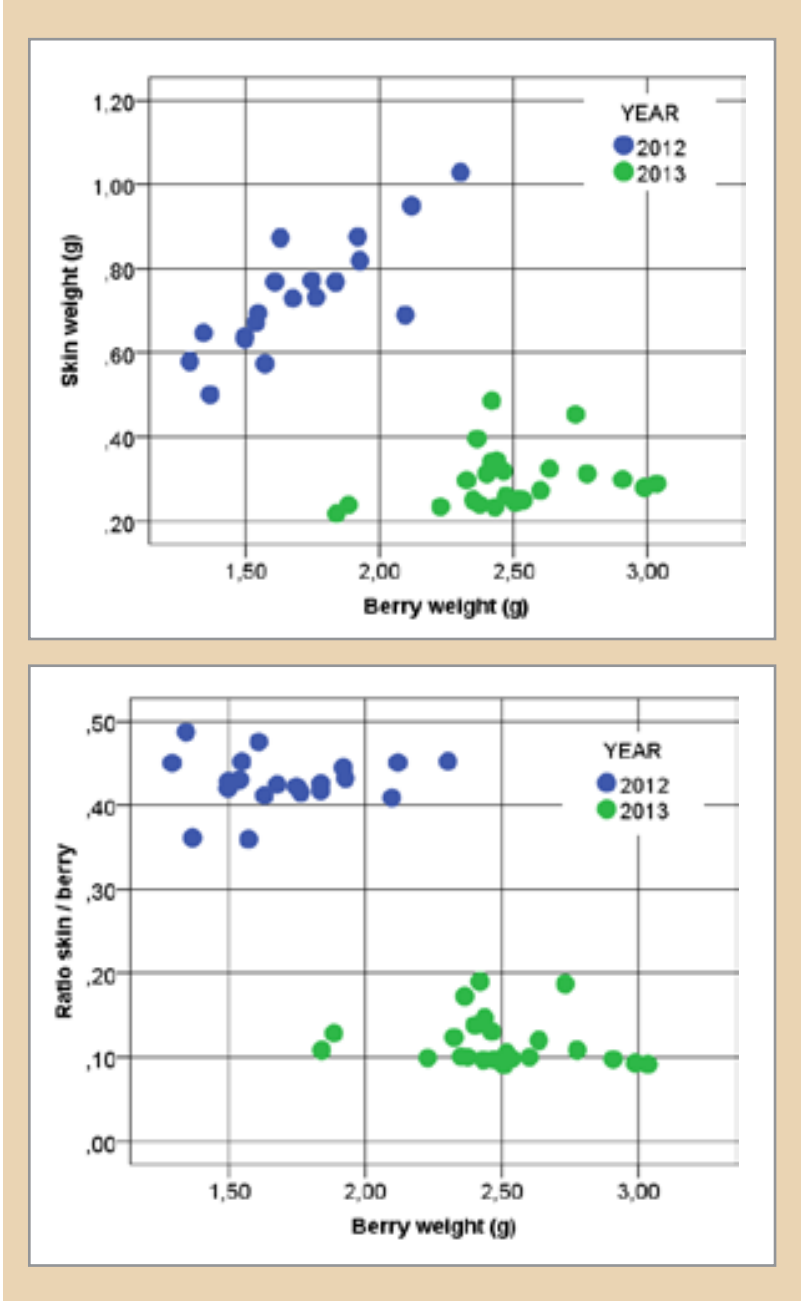 1,20
YEAR
2012
2013
1,00
,80
,60
,40
,20
Skin weight (g)
1,50 2,00 2,50 3,00
Berry weight (g)
,50
YEAR
2012
2013
,40
,30
,20
,10
,00
Ratio skin / berry
1,50 2,00 2,50 3,00
Berry weight (g)